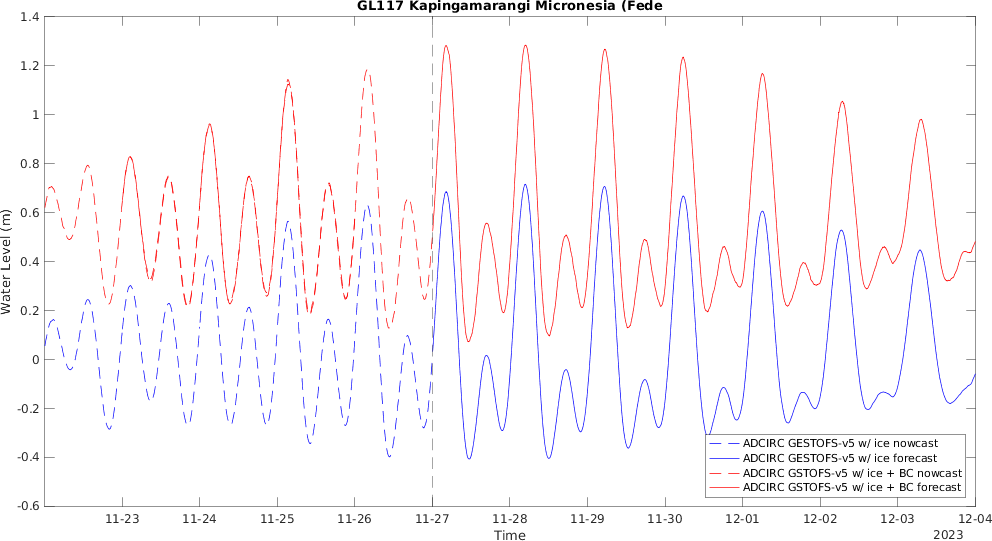 GL117 Kapingamarangi Micronesia (Fede
1.4
1.2
1
0.8
0.6
0.4
0.2
0
-0.2
-0.4
-0.6
Water Level (m)
ADCIRC GESTOFS-v5 w/ ice nowcast
ADCIRC GESTOFS-v5 w/ ice forecast
ADCIRC GSTOFS-v5 w/ ice + BC nowcast
ADCIRC GSTOFS-v5 w/ ice + BC forecast
11-23 11-24 11-25 11-26 11-27 11-28 11-29 11-30 12-01 12-02 12-03 12-04
Time
2023